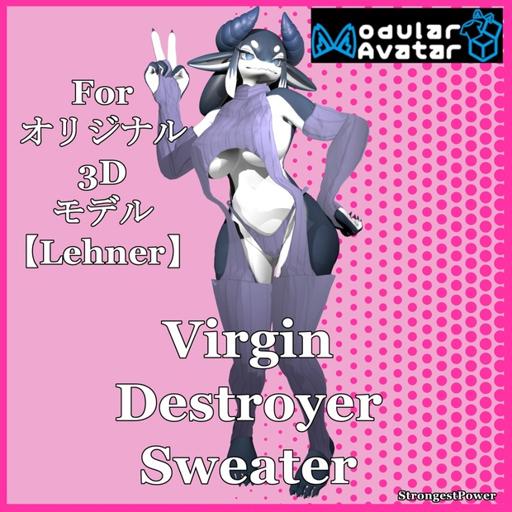 Modular
Avatar
For
オリジナル
3D
モデル
【Lehner】
Virgin
Destroyer
Sweater
StrongestPower